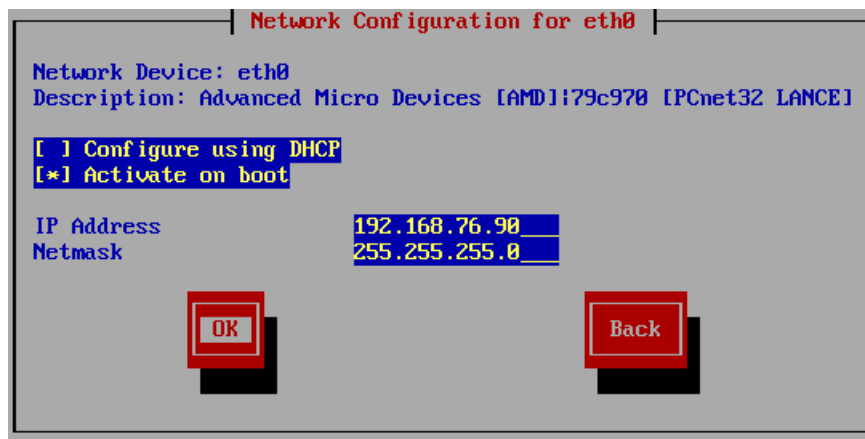 Network Configuration for eth0
Network Device: eth0
Description: Advanced Micro Devices [AMD]¦79c970 [PCnet32 LANCE]
[ ] Configure using DHCP
[*] Activate on boot
IP Address 192.168.76.90___
Netmask 255.255.255.0___
OK Back